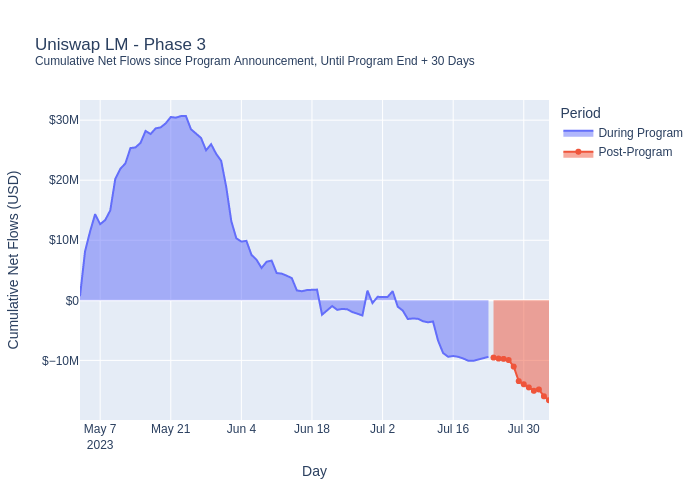 Uniswap LM - Phase 3
Cumulative Net Flows since Program Announcement, Until Program End + 30 Days
Period
During Program
Post-Program
Cumulative Net Flows (USD)
$30M
$20M
$10M
$0
$−10M
May 7
2023
May 21
Jun 4
Jun 18
Jul 2
Jul 16
Jul 30
Day